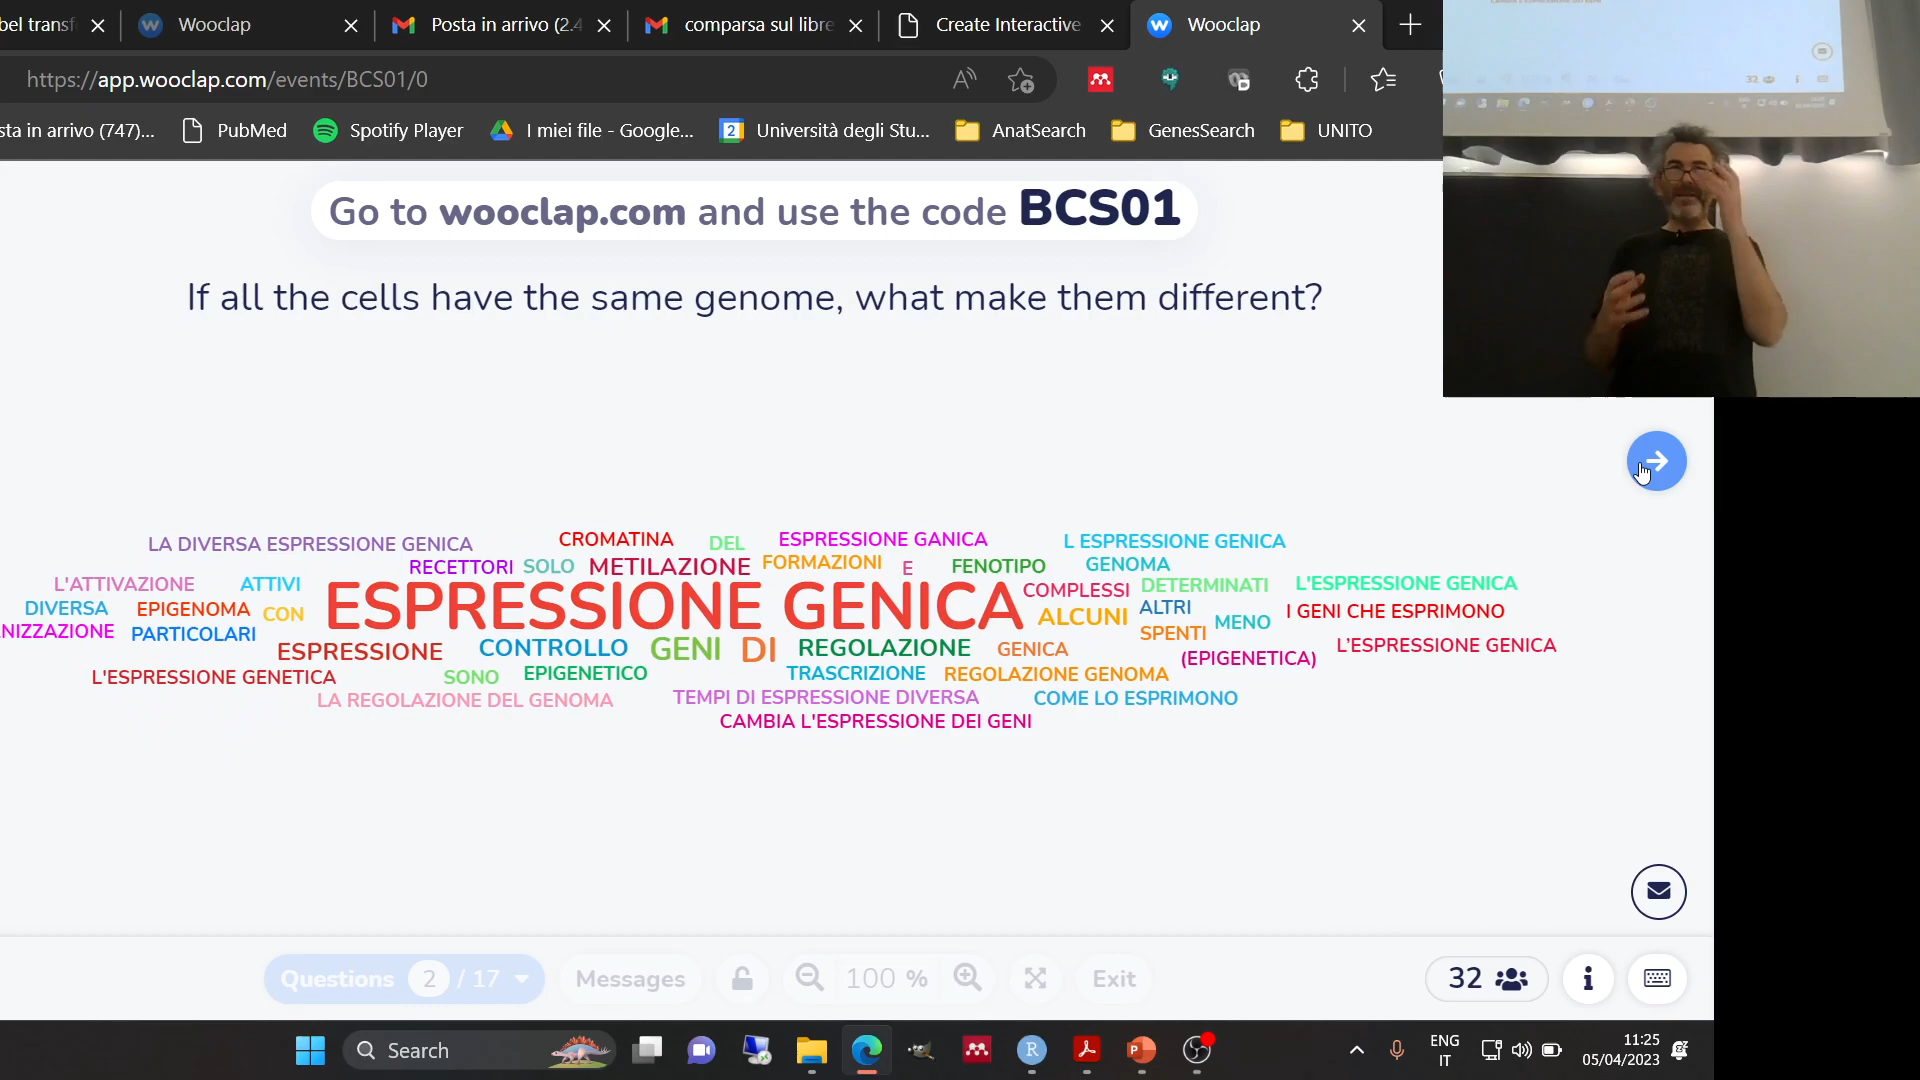 bel transf
Wooclap
Posta in arrivo (2.4
comparsa sul libre
Create Interactive
Wooclap
https://app.wooclap.com/events/BCS01/0
sta in arrivo (747)...
PubMed
Spotify Player
I miei file - Google...
2
Università degli Stu...
AnatSearch
GenesSearch
UNITO
Go to wooclap.com and use the code BCS01
If all the cells have the same genome, what make them different?
LA DIVERSA ESPRESSIONE GENICA
CROMATINA
DEL
ESPRESSIONE GANICA
L ESPRESSIONE GENICA
RECETTORI
SOLO
METILAZIONE
FORMAZIONI
E
FENOTIPO
GENOMA
L'ATTIVAZIONE
ATTIVI
ESPRESSIONE GENICA
COMPLESSI
DETERMINATI
L'ESPRESSIONE GENICA
DIVERSA
EPIGENOMA
CON
ALCUNI
ALTRI
MENO
I GENI CHE ESPRIMONO
NIZZAZIONE
PARTICOLARI
SPENTI
ESPRESSIONE
CONTROLLO
GENI
DI
REGOLAZIONE
GENICA
(EPIGENETICA)
L’ESPRESSIONE GENICA
L'ESPRESSIONE GENETICA
SONO
EPIGENETICO
TRASCRIZIONE
REGOLAZIONE GENOMA
LA REGOLAZIONE DEL GENOMA
TEMPI DI ESPRESSIONE DIVERSA
COME LO ESPRIMONO
CAMBIA L'ESPRESSIONE DEI GENI
Questions 2 / 17
Messages
100 %
Exit
32
Search
ENG
IT
11:25
05/04/2023
32